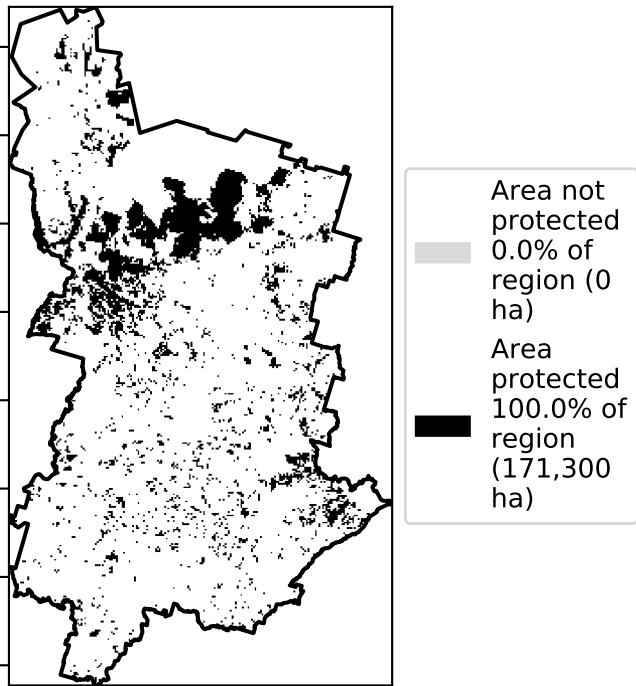 Area not
protected
0.0% of
region (0
ha)
Area
protected
100.0% of
region
(171,300
ha)